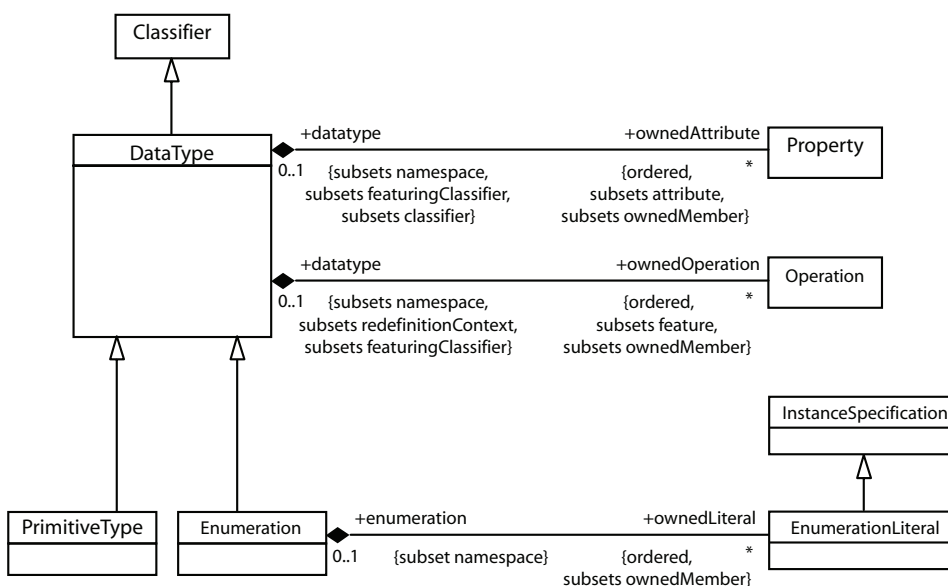 Classifier
DataType
+datatype
+ownedAttribute
Property
0..1
{subsets namespace,
subsets featuringClassifier,
subsets classifier}
{ordered,
subsets attribute,
subsets ownedMember}
*
+datatype
+ownedOperation
Operation
0..1
{subsets namespace,
subsets redefinitionContext,
subsets featuringClassifier}
{ordered,
subsets feature,
subsets ownedMember}
*
InstanceSpecification
PrimitiveType
Enumeration
+enumeration
+ownedLiteral
EnumerationLiteral
0..1
{subset namespace}
{ordered,
subsets ownedMember}
*